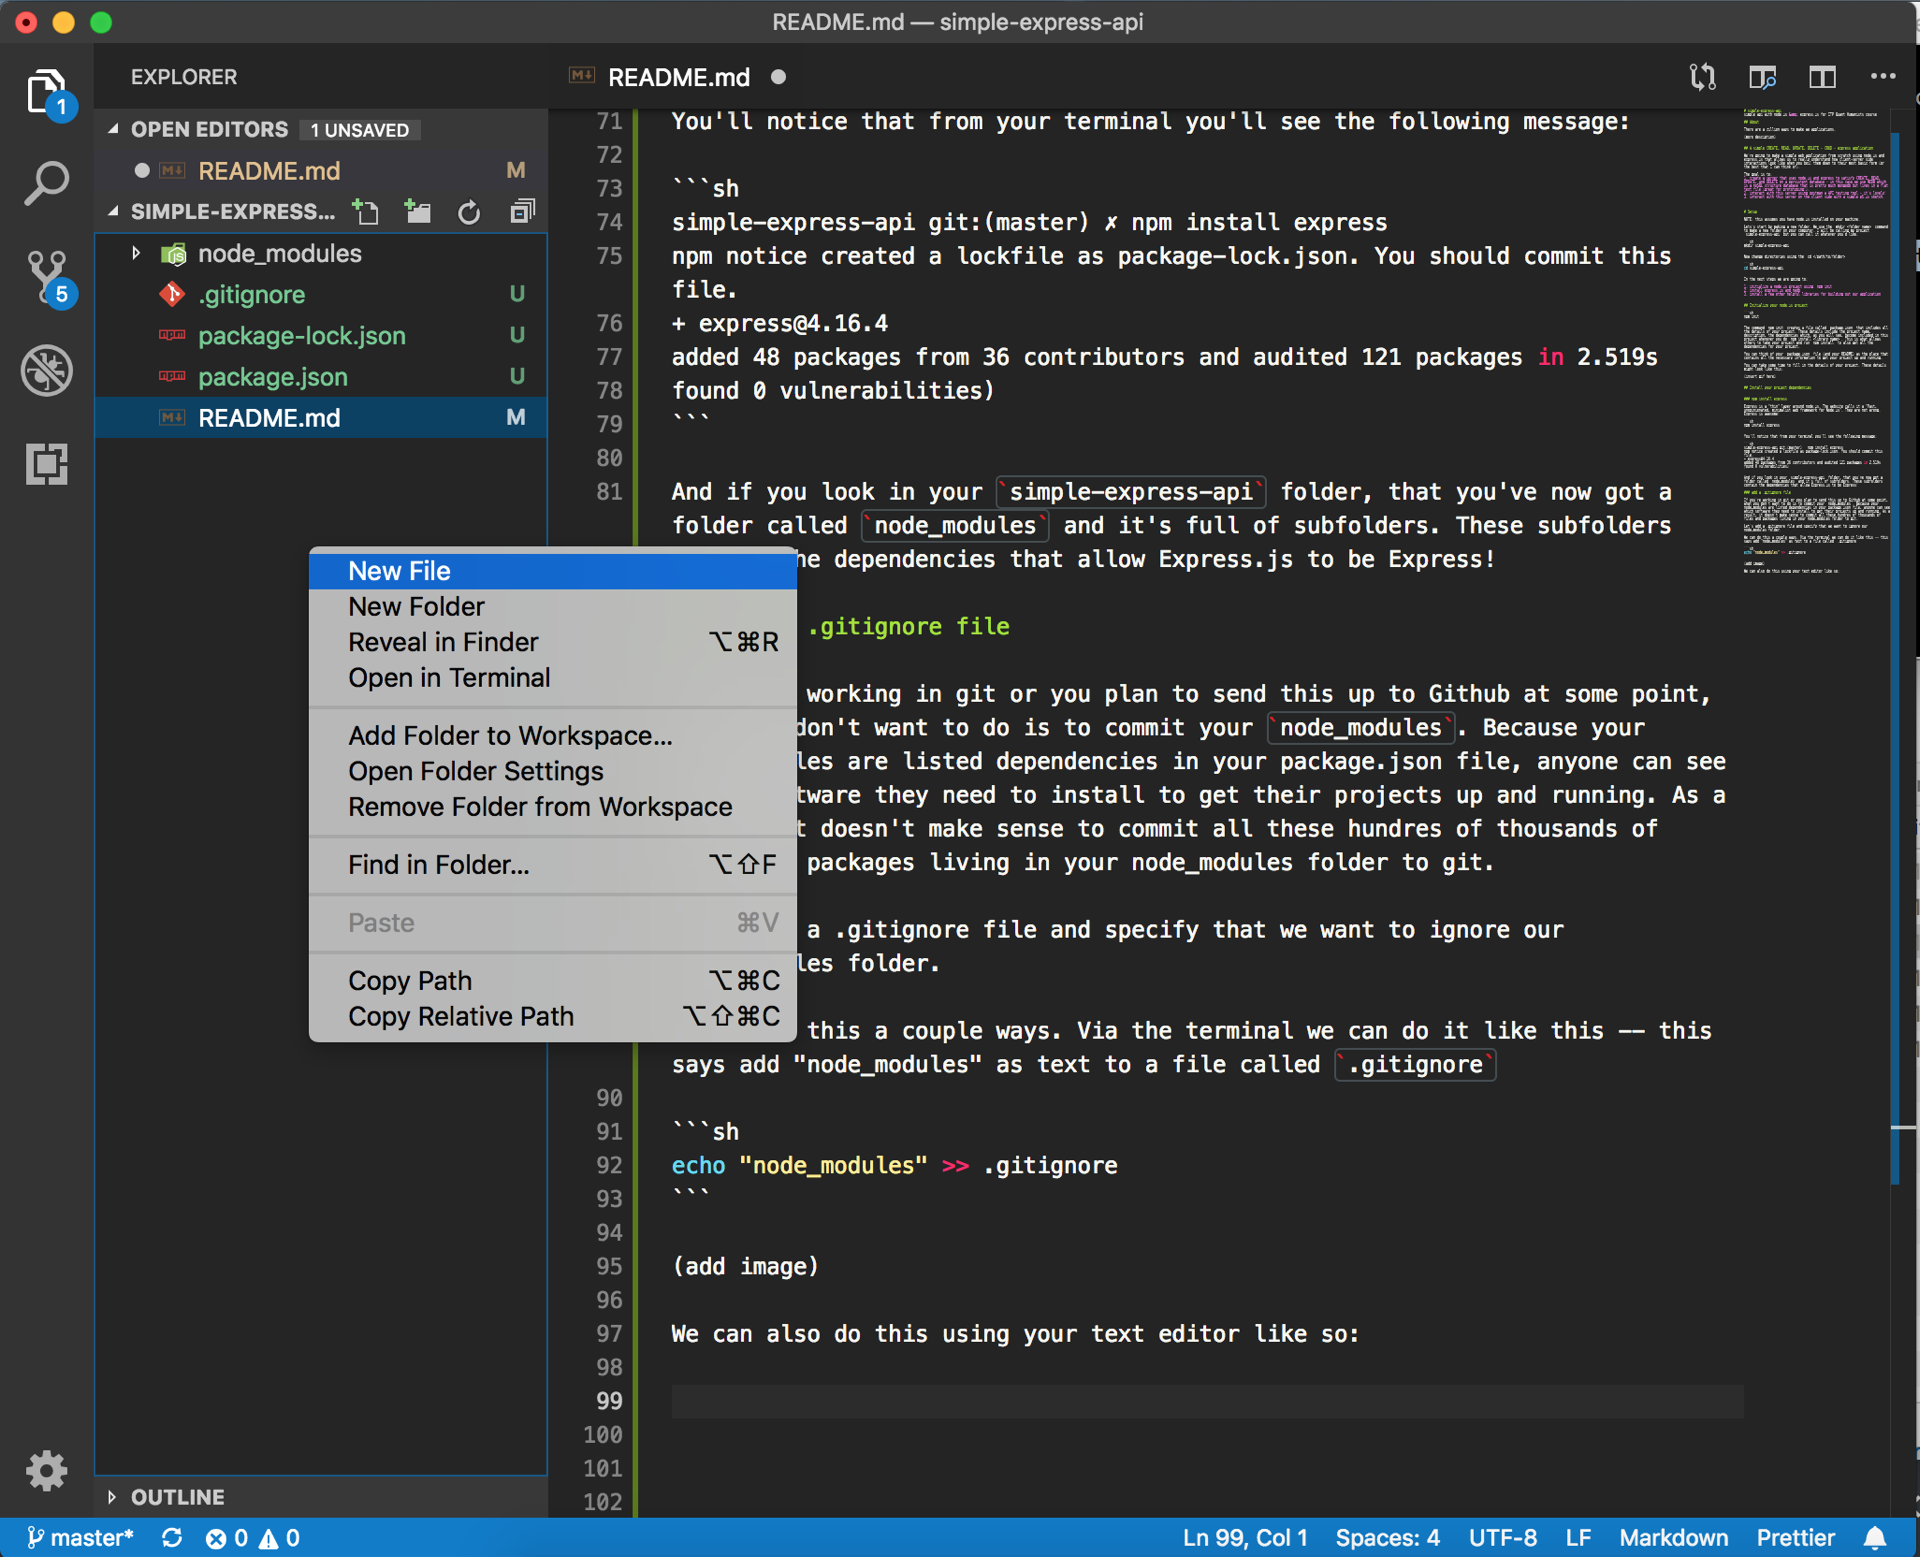 README.md — simple-express-api
EXPLORER
README.md
1
OPEN EDITORS 1 UNSAVED
README.md M
SIMPLE-EXPRESS...
node_modules
.gitignore U
package-lock.json U
package.json U
README.md M
5
71 You'll notice that from your terminal you'll see the following message:
72
73 ```sh
74 simple-express-api git:(master) ✗ npm install express
75 npm notice created a lockfile as package-lock.json. You should commit this
file.
76 + express@4.16.4
77 added 48 packages from 36 contributors and audited 121 packages in 2.519s
78 found 0 vulnerabilities)
79 ```
80
81 And if you look in your `simple-express-api` folder, that you've now got a
folder called `node_modules` and it's full of subfolders. These subfolders
he dependencies that allow Express.js to be Express!
.gitignore file
working in git or you plan to send this up to Github at some point,
don't want to do is to commit your `node_modules`. Because your
les are listed dependencies in your package.json file, anyone can see
tware they need to install to get their projects up and running. As a
t doesn't make sense to commit all these hundres of thousands of
packages living in your node_modules folder to git.
a .gitignore file and specify that we want to ignore our
les folder.
this a couple ways. Via the terminal we can do it like this -- this
says add "node_modules" as text to a file called `.gitignore`
90
91 ```sh
92 echo "node_modules" >> .gitignore
93 ```
94
95 (add image)
96
97 We can also do this using your text editor like so:
98
99
100
101
102
New File
New Folder
Reveal in Finder ⌥⌘R
Open in Terminal
Add Folder to Workspace...
Open Folder Settings
Remove Folder from Workspace
Find in Folder... ⌥⇧F
Paste ⌘V
Copy Path ⌥⌘C
Copy Relative Path ⌥⇧⌘C
OUTLINE
master* 0 0 Ln 99, Col 1 Spaces: 4 UTF-8 LF Markdown Prettier